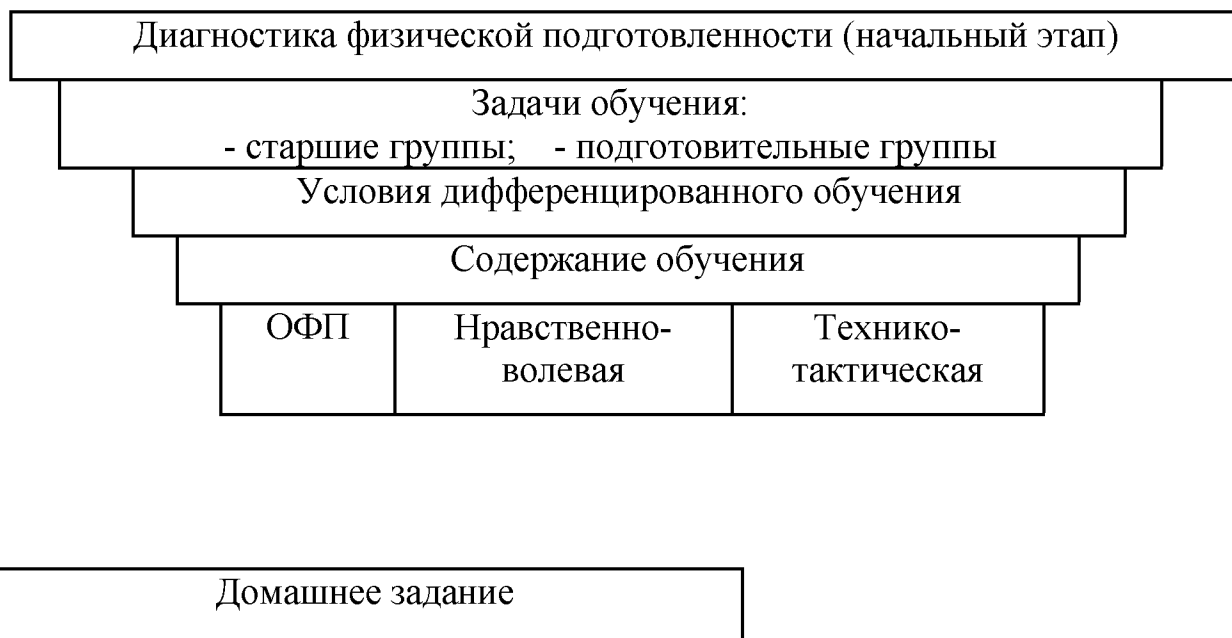 Диагностика физической подготовленности (начальный этап)
Задачи обучения:
- старшие группы; - подготовительные группы
Условия дифференцированного обучения
Содержание обучения
ОФП
Нравственно-
волевая
Технико-
тактическая
Домашнее задание